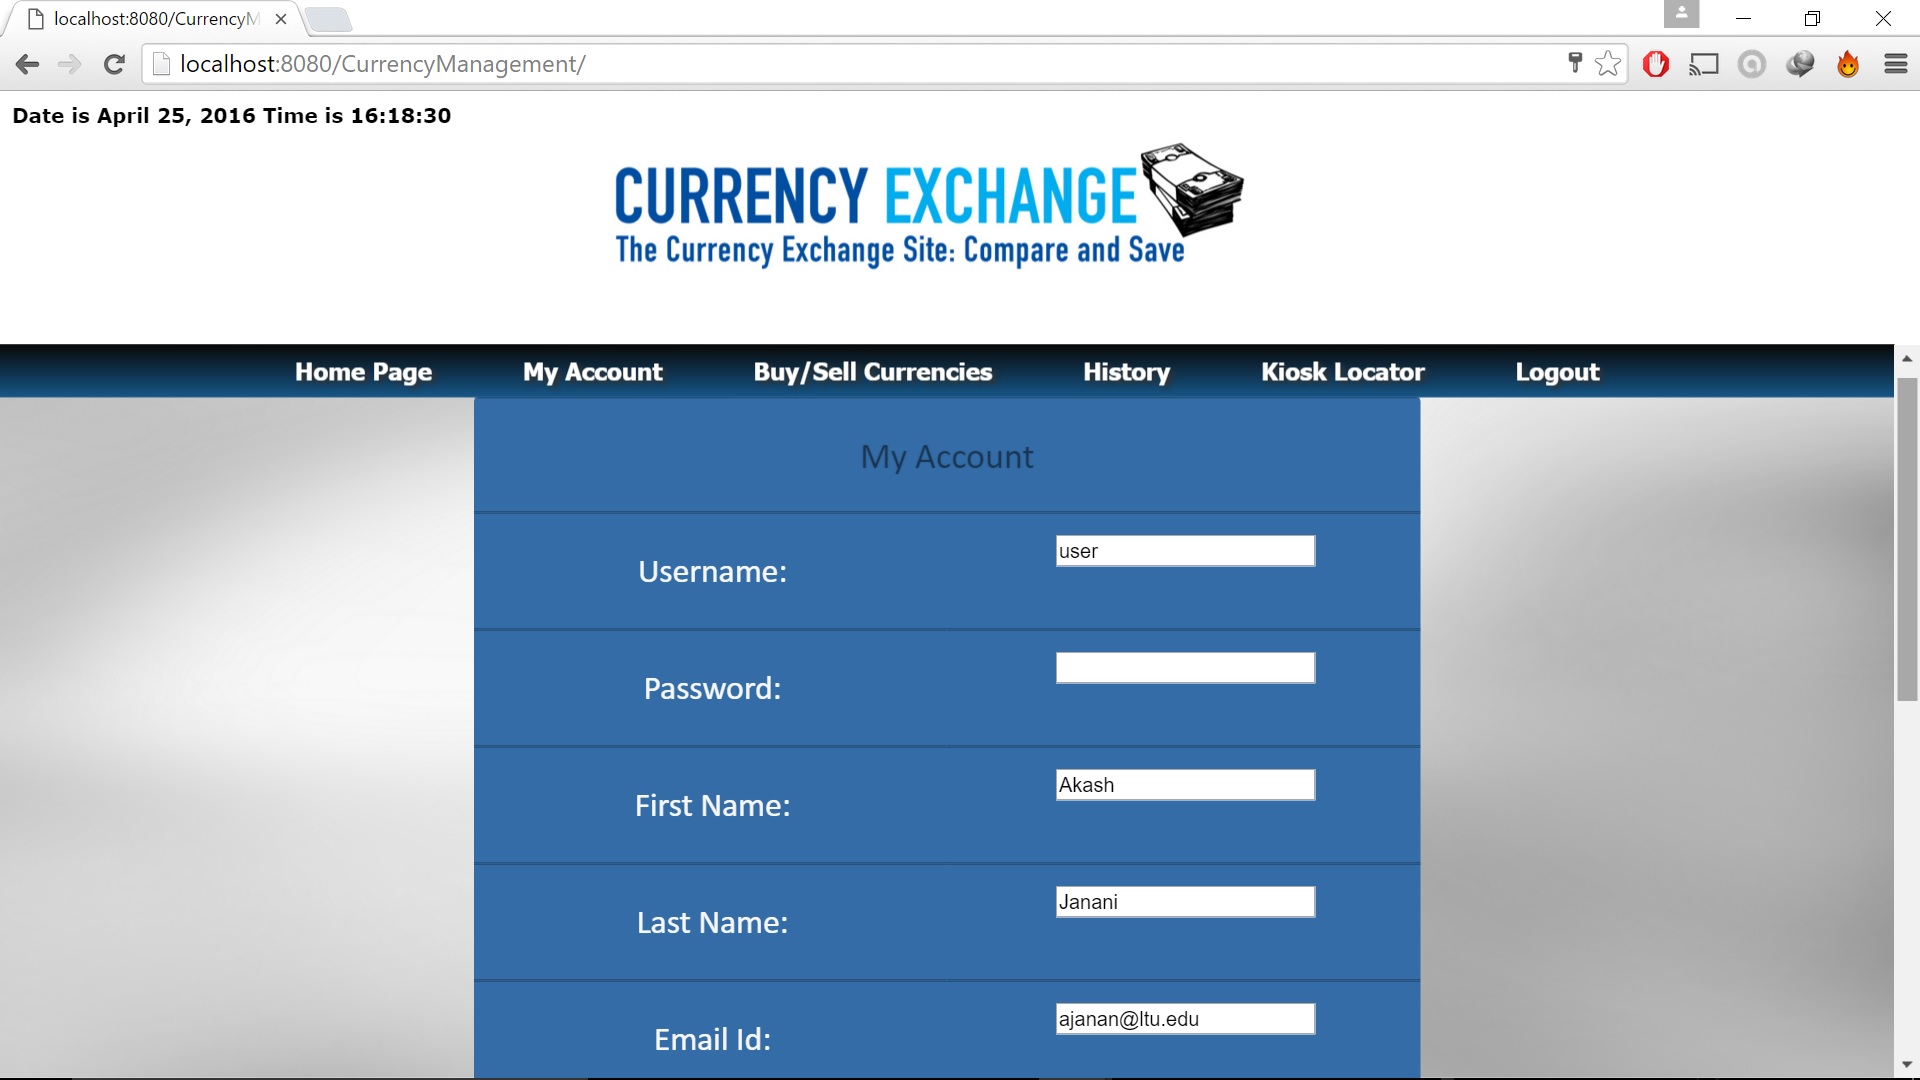 localhost:8080/CurrencyM
localhost:8080/CurrencyManagement/
Date is April 25, 2016 Time is 16:18:30
CURRENCY EXCHANGE
The Currency Exchange Site: Compare and Save
Home Page My Account Buy/Sell Currencies History Kiosk Locator Logout
My Account
Username: user
Password:
First Name: Akash
Last Name: Janani
Email Id: ajanan@ltu.edu